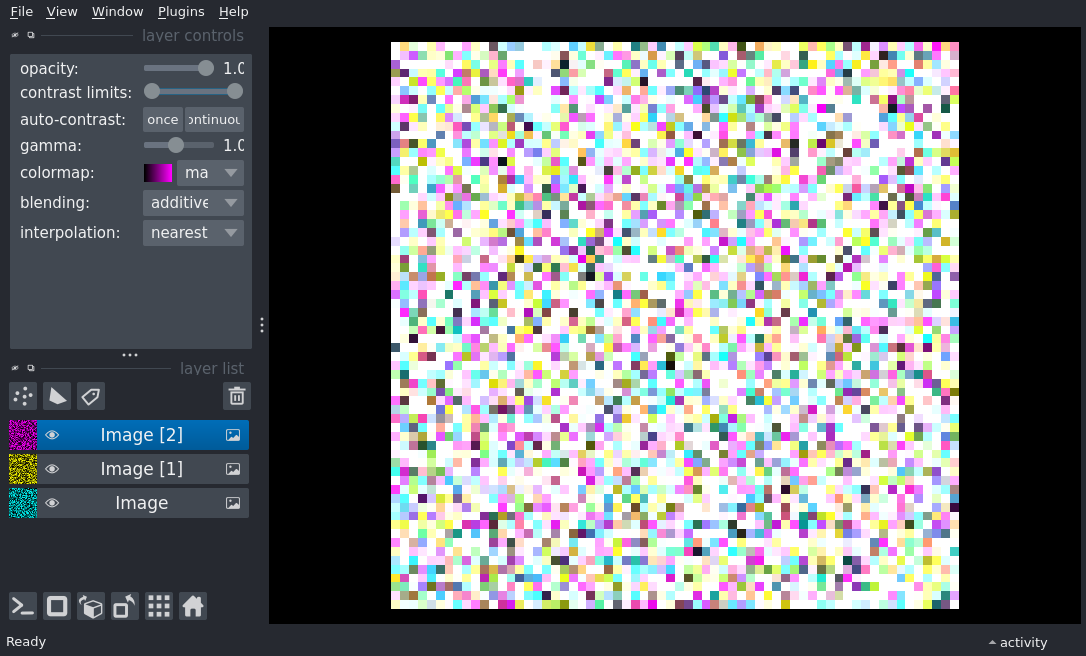 File View Window Plugins Help
layer controls
opacity: 1.0
contrast limits:
auto-contrast: once ontinuou
gamma: 1.0
colormap: ma
blending: additive
interpolation: nearest
layer list
Image [2]
Image [1]
Image
Ready
activity